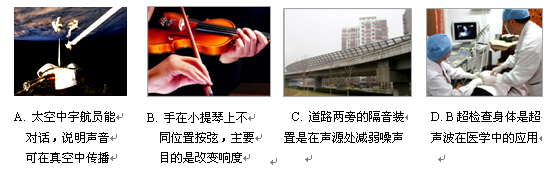 A. 太空中宇航员能
对话，说明声音
可在真空中传播
B. 手在小提琴上不
同位置按弦，主要
目的是改变响度
C. 道路两旁的隔音装
置是在声源处减弱噪声
D. B超检查身体是超
声波在医学中的应用